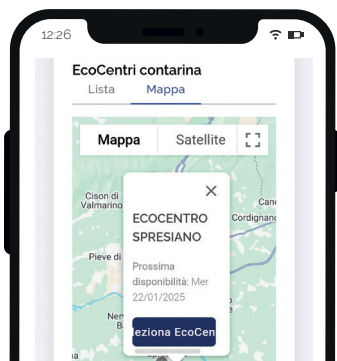 12:26
EcoCentri contarina
Lista Mappa
Mappa Satellite
Cison di
Valmarino
Cordignano
ECOCENTRO
SPRESIANO
Pieve di
Prossima
disponibilità: Mer
22/01/2025
eziona EcoCen